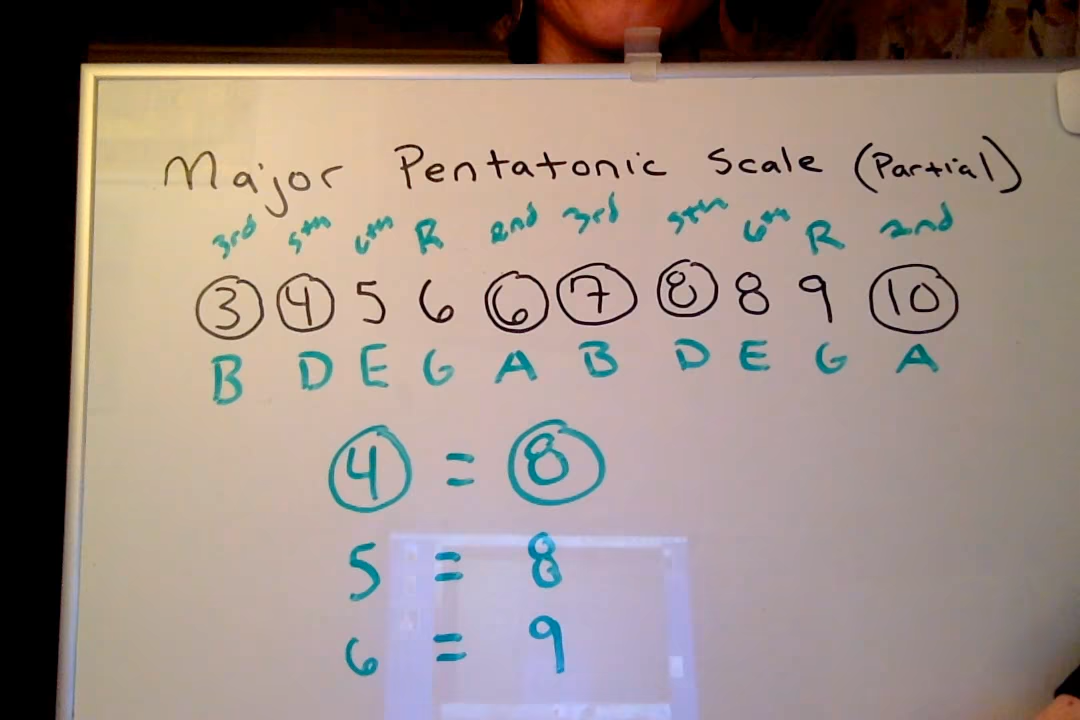 Major Pentatonic Scale (Partial)
3rd 5th 6th R 2nd 3rd 5th 6th R 2nd
3 4 5 6 6 7 8 8 9 10
B D E G A B D E G A
4 = 8
5 = 8
6 = 9